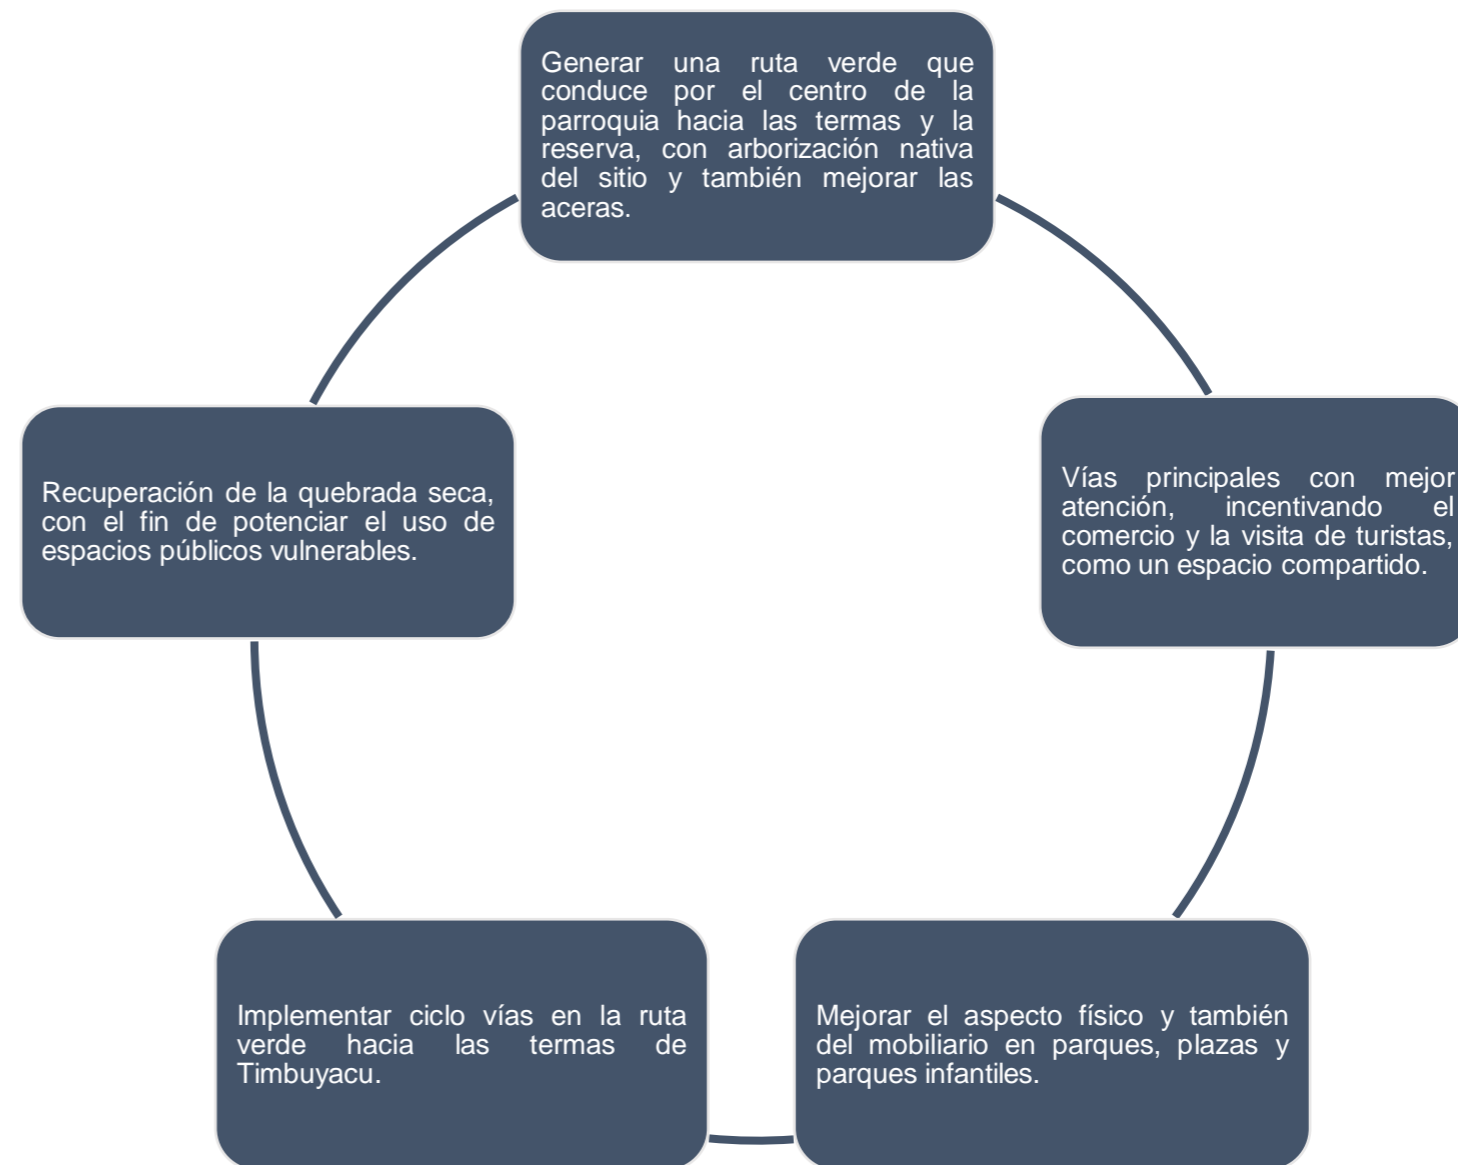 Generar una ruta verde que
conduce por el centro de la
parroquia hacia las termas y la
reserva, con arborización nativa
del sitio y también mejorar las
aceras.
Vías principales con mejor
atención, incentivando el
comercio y la visita de turistas,
como un espacio compartido.
Mejorar el aspecto físico y también
del mobiliario en parques, plazas y
parques infantiles.
Implementar ciclo vías en la ruta
verde hacia las termas de
Timbuyacu.
Recuperación de la quebrada seca,
con el fin de potenciar el uso de
espacios públicos vulnerables.